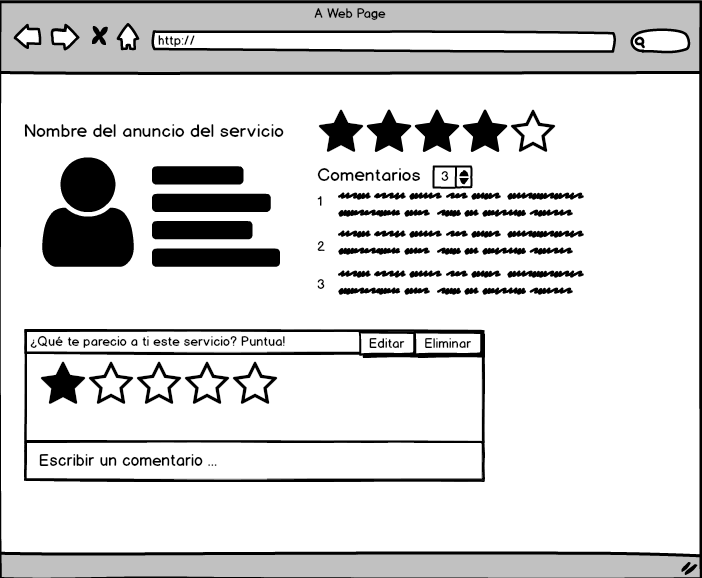 A Web Page
http://
Nombre del anuncio del servicio
Comentarios 3
1
2
3
¿Qué te parecio a ti este servicio? Puntua!
Editar
Eliminar
Escribir un comentario ...